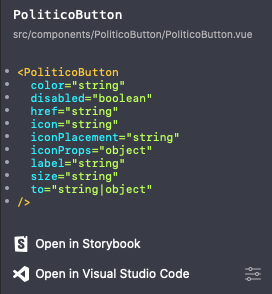 PoliticoButton
src/components/PoliticoButton/PoliticoButton.vue
<PoliticoButton
color="string"
disabled="boolean"
href="string"
icon="string"
iconPlacement="string"
iconProps="object"
label="string"
size="string"
to="string|object"
/>
Open in Storybook
Open in Visual Studio Code